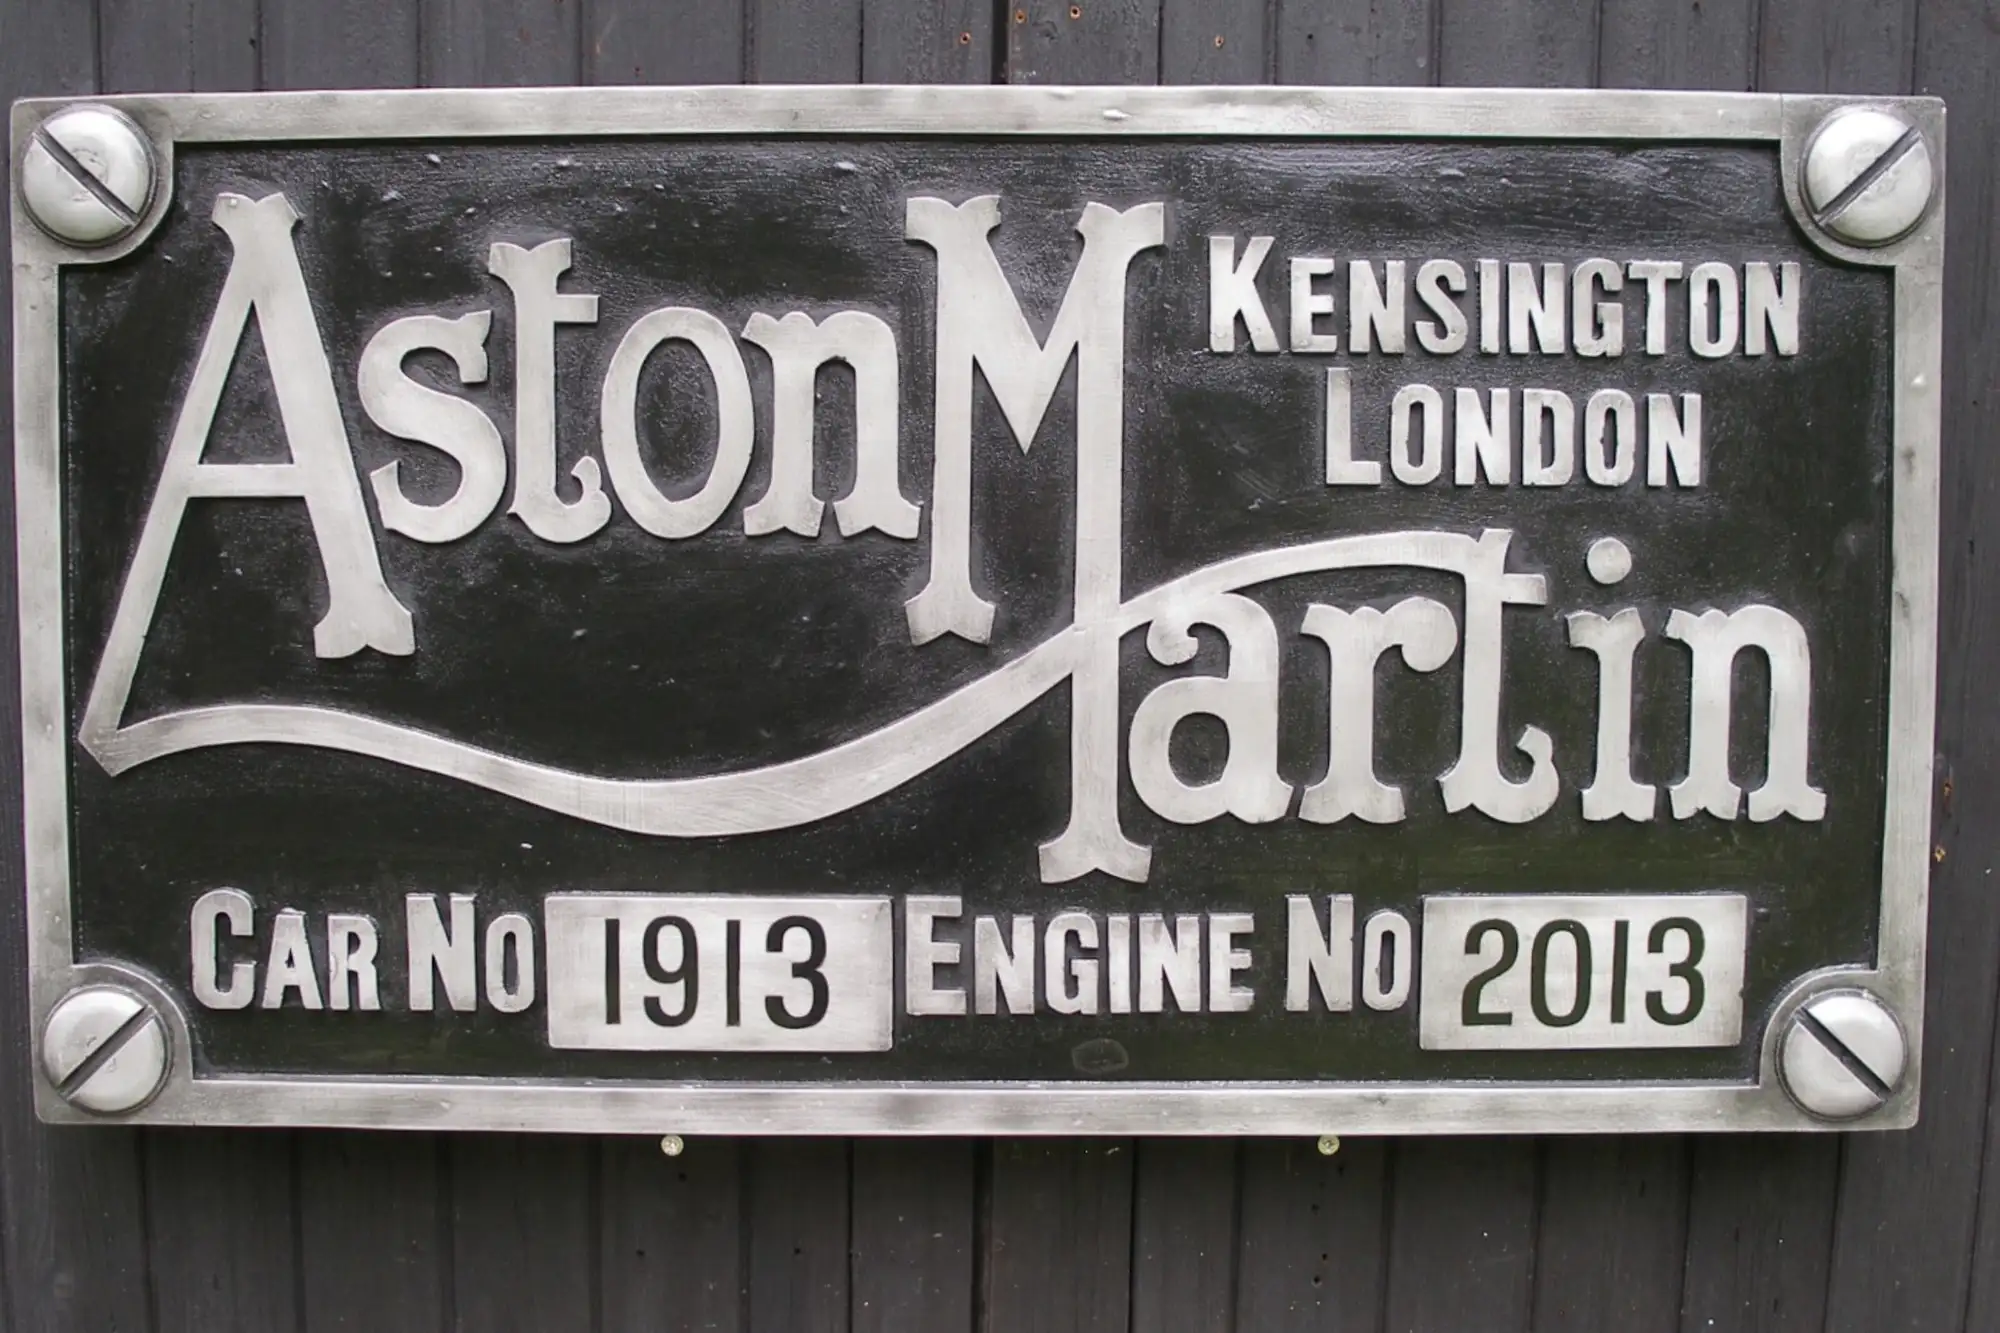 Aston Martin
KENSINGTON
LONDON
CAR NO 1913 ENGINE NO 2013